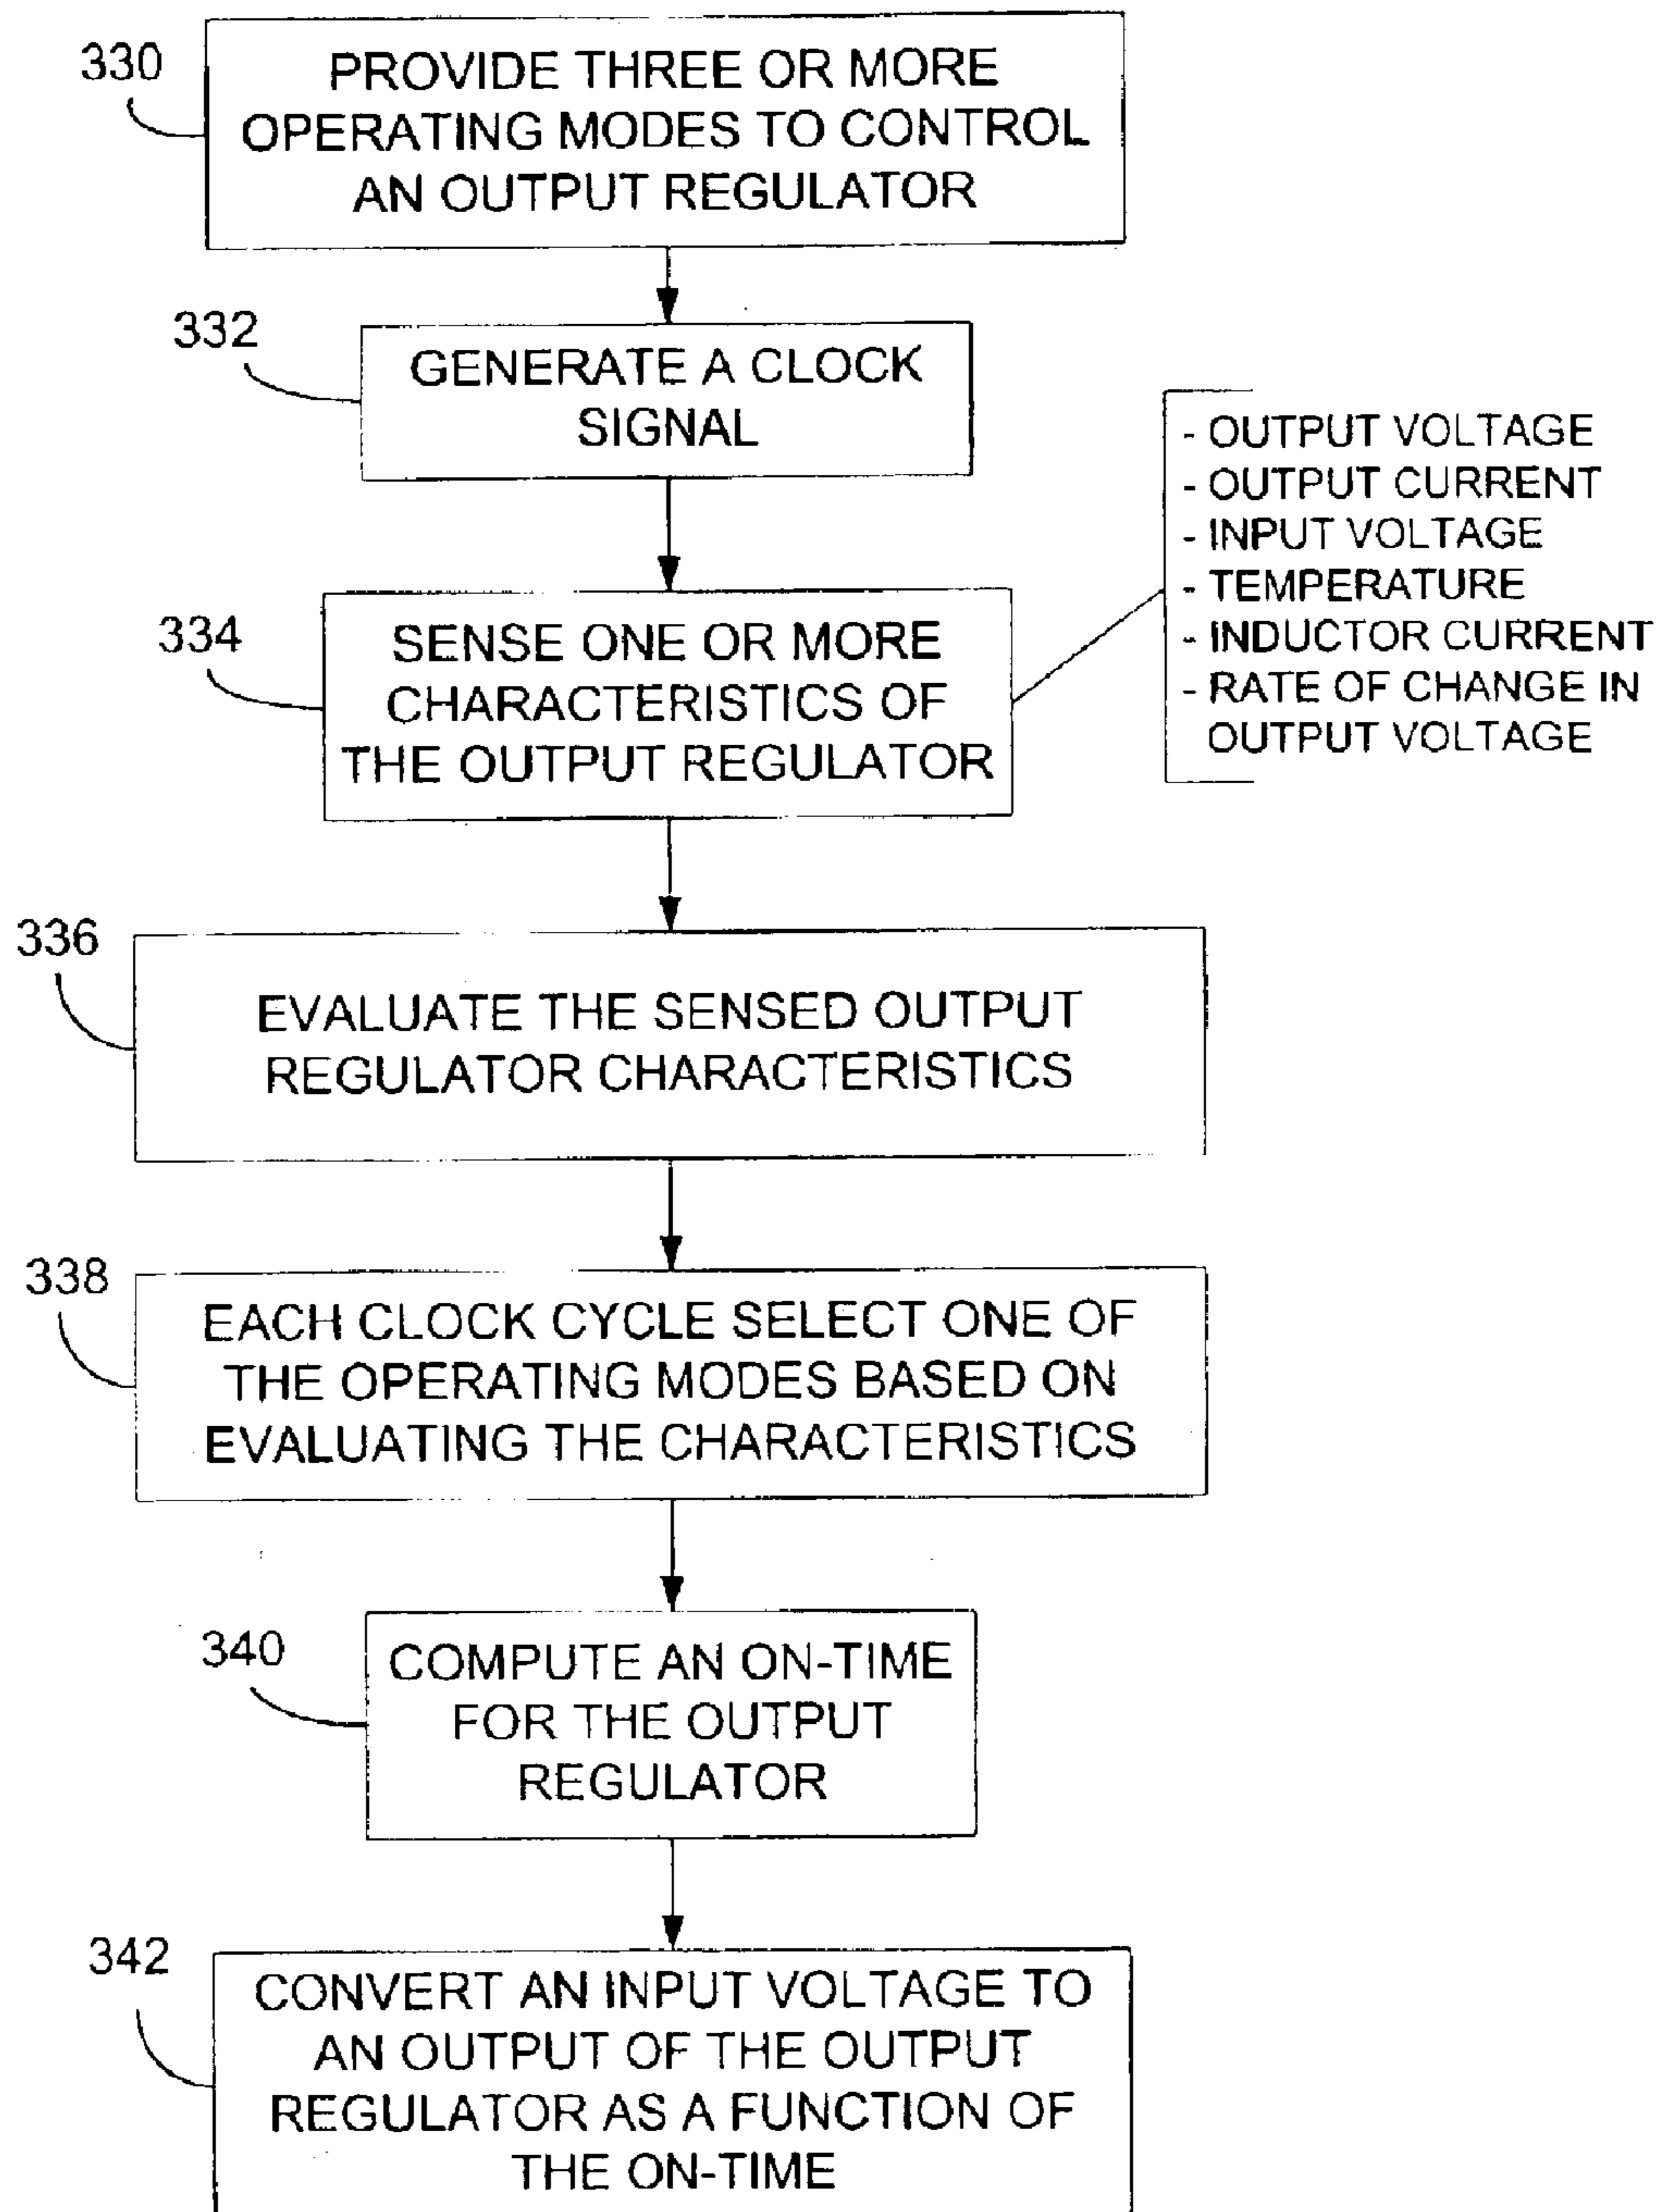 330
PROVIDE THREE OR MORE
OPERATING MODES TO CONTROL
AN OUTPUT REGULATOR
332
GENERATE A CLOCK
SIGNAL
334
SENSE ONE OR MORE
CHARACTERISTICS OF
THE OUTPUT REGULATOR
- OUTPUT VOLTAGE
- OUTPUT CURRENT
- INPUT VOLTAGE
- TEMPERATURE
- INDUCTOR CURRENT
- RATE OF CHANGE IN
OUTPUT VOLTAGE
336
EVALUATE THE SENSED OUTPUT
REGULATOR CHARACTERISTICS
338
EACH CLOCK CYCLE SELECT ONE OF
THE OPERATING MODES BASED ON
EVALUATING THE CHARACTERISTICS
340
COMPUTE AN ON-TIME
FOR THE OUTPUT
REGULATOR
342
CONVERT AN INPUT VOLTAGE TO
AN OUTPUT OF THE OUTPUT
REGULATOR AS A FUNCTION OF
THE ON-TIME